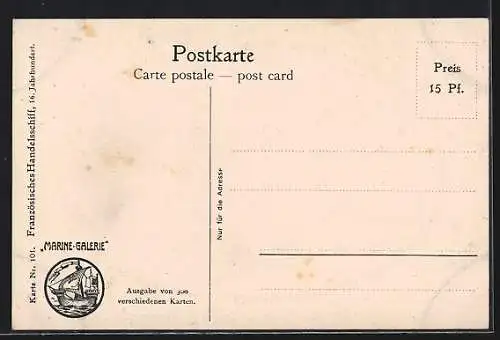 Postkarte
Carte postale — post card
Preis
15 Pf.
Karte Nr. 101. Französisches Handelsschiff, 16. Jahrhundert.
„MARINE-GALERIE“
Ausgabe von 300
verschiedenen Karten.
Nur für die Adresse